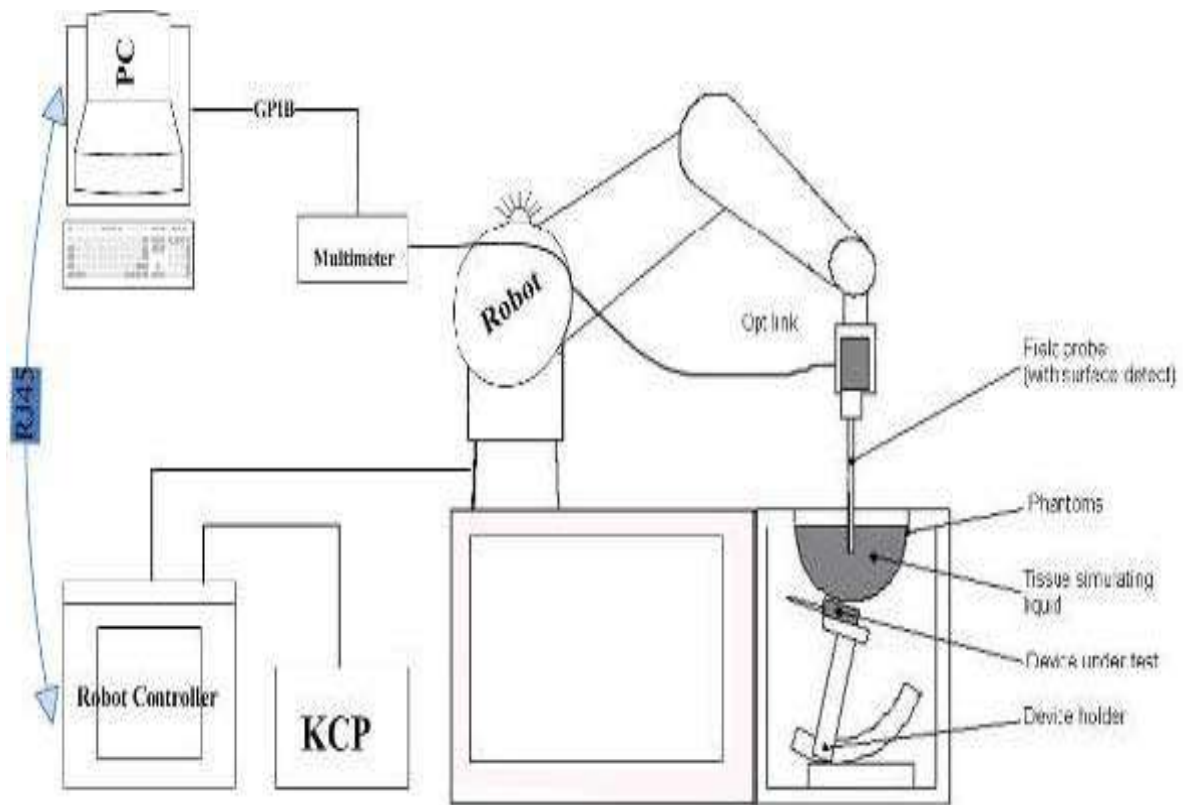 PC
GPIB
Multimeter
Robot
Opt link
Field probe
(with surface detect)
Phantoms
Tissue simulating
liquid
Device under test
Device holder
RJ45
Robot Controller
KCP